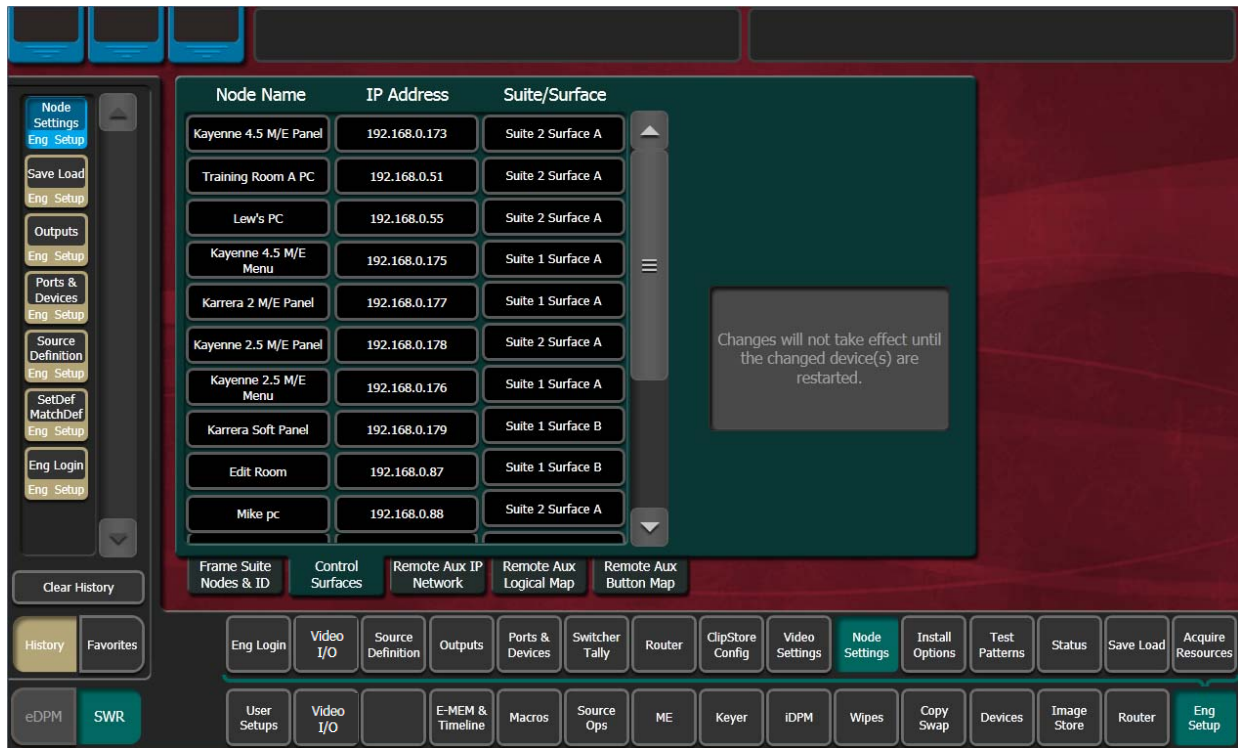 Node
Settings
Eng Setup
Save Load
Eng Setup
Outputs
Eng Setup
Ports &
Devices
Eng Setup
Source
Definition
Eng Setup
SetDef
MatchDef
Eng Setup
Eng Login
Eng Setup
Clear History
History Favorites
eDPM SWR
Node Name IP Address Suite/Surface
Kayenne 4.5 M/E Panel 192.168.0.173 Suite 2 Surface A
Training Room A PC 192.168.0.51 Suite 2 Surface A
Lew's PC 192.168.0.55 Suite 2 Surface A
Kayenne 4.5 M/E
Menu 192.168.0.175 Suite 1 Surface A
Karrera 2 M/E Panel 192.168.0.177 Suite 1 Surface A
Kayenne 2.5 M/E Panel 192.168.0.178 Suite 2 Surface A
Kayenne 2.5 M/E
Menu 192.168.0.176 Suite 1 Surface A
Karrera Soft Panel 192.168.0.179 Suite 1 Surface B
Edit Room 192.168.0.87 Suite 1 Surface B
Mike pc 192.168.0.88 Suite 2 Surface A
Changes will not take effect until
the changed device(s) are
restarted.
Frame Suite
Nodes & ID
Control
Surfaces
Remote Aux IP
Network
Remote Aux
Logical Map
Remote Aux
Button Map
Eng Login
Video
I/O
Source
Definition
Outputs
Ports &
Devices
Switcher
Tally
Router
ClipStore
Config
Video
Settings
Node
Settings
Install
Options
Test
Patterns
Status
Save Load
Acquire
Resources
User
Setups
Video
I/O
E-MEM &
Timeline
Macros
Source
Ops
ME
Keyer
iDPM
Wipes
Copy
Swap
Devices
Image
Store
Router
Eng
Setup